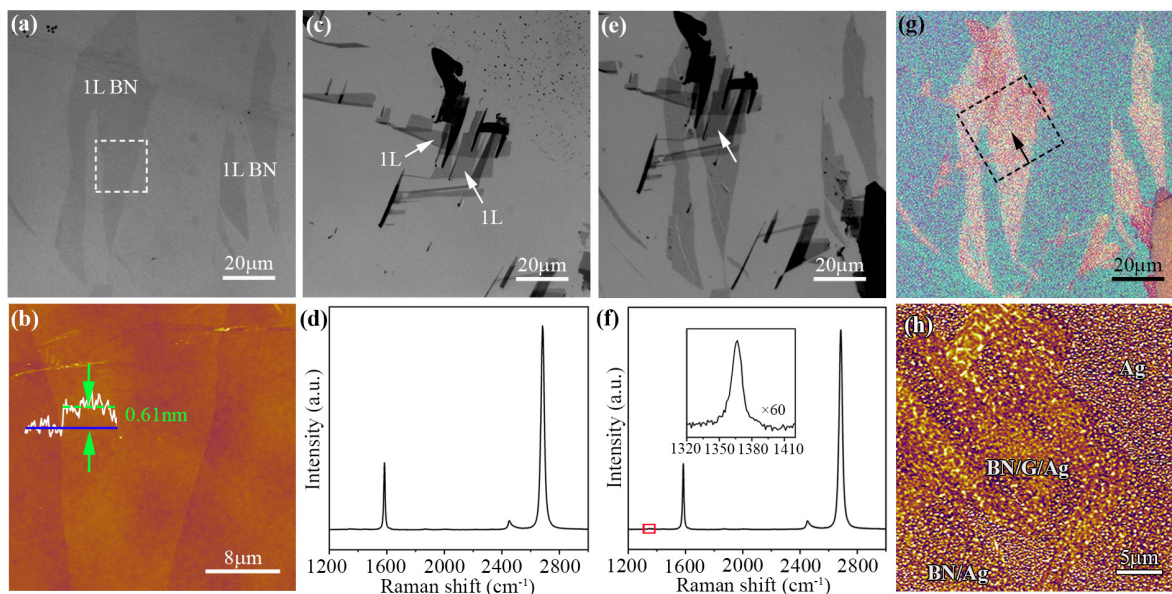 (a)
1L BN
1L BN
20μm
(c)
1L
1L
20μm
(e)
20μm
(g)
20μm
(b)
0.61nm
8μm
(d)
Intensity (a.u.)
1200 1600 2000 2400 2800
Raman shift (cm⁻¹)
(f)
Intensity (a.u.)
×60
1320 1350 1380 1410
1200 1600 2000 2400 2800
Raman shift (cm⁻¹)
(h)
Ag
BN/G/Ag
BN/Ag
5μm